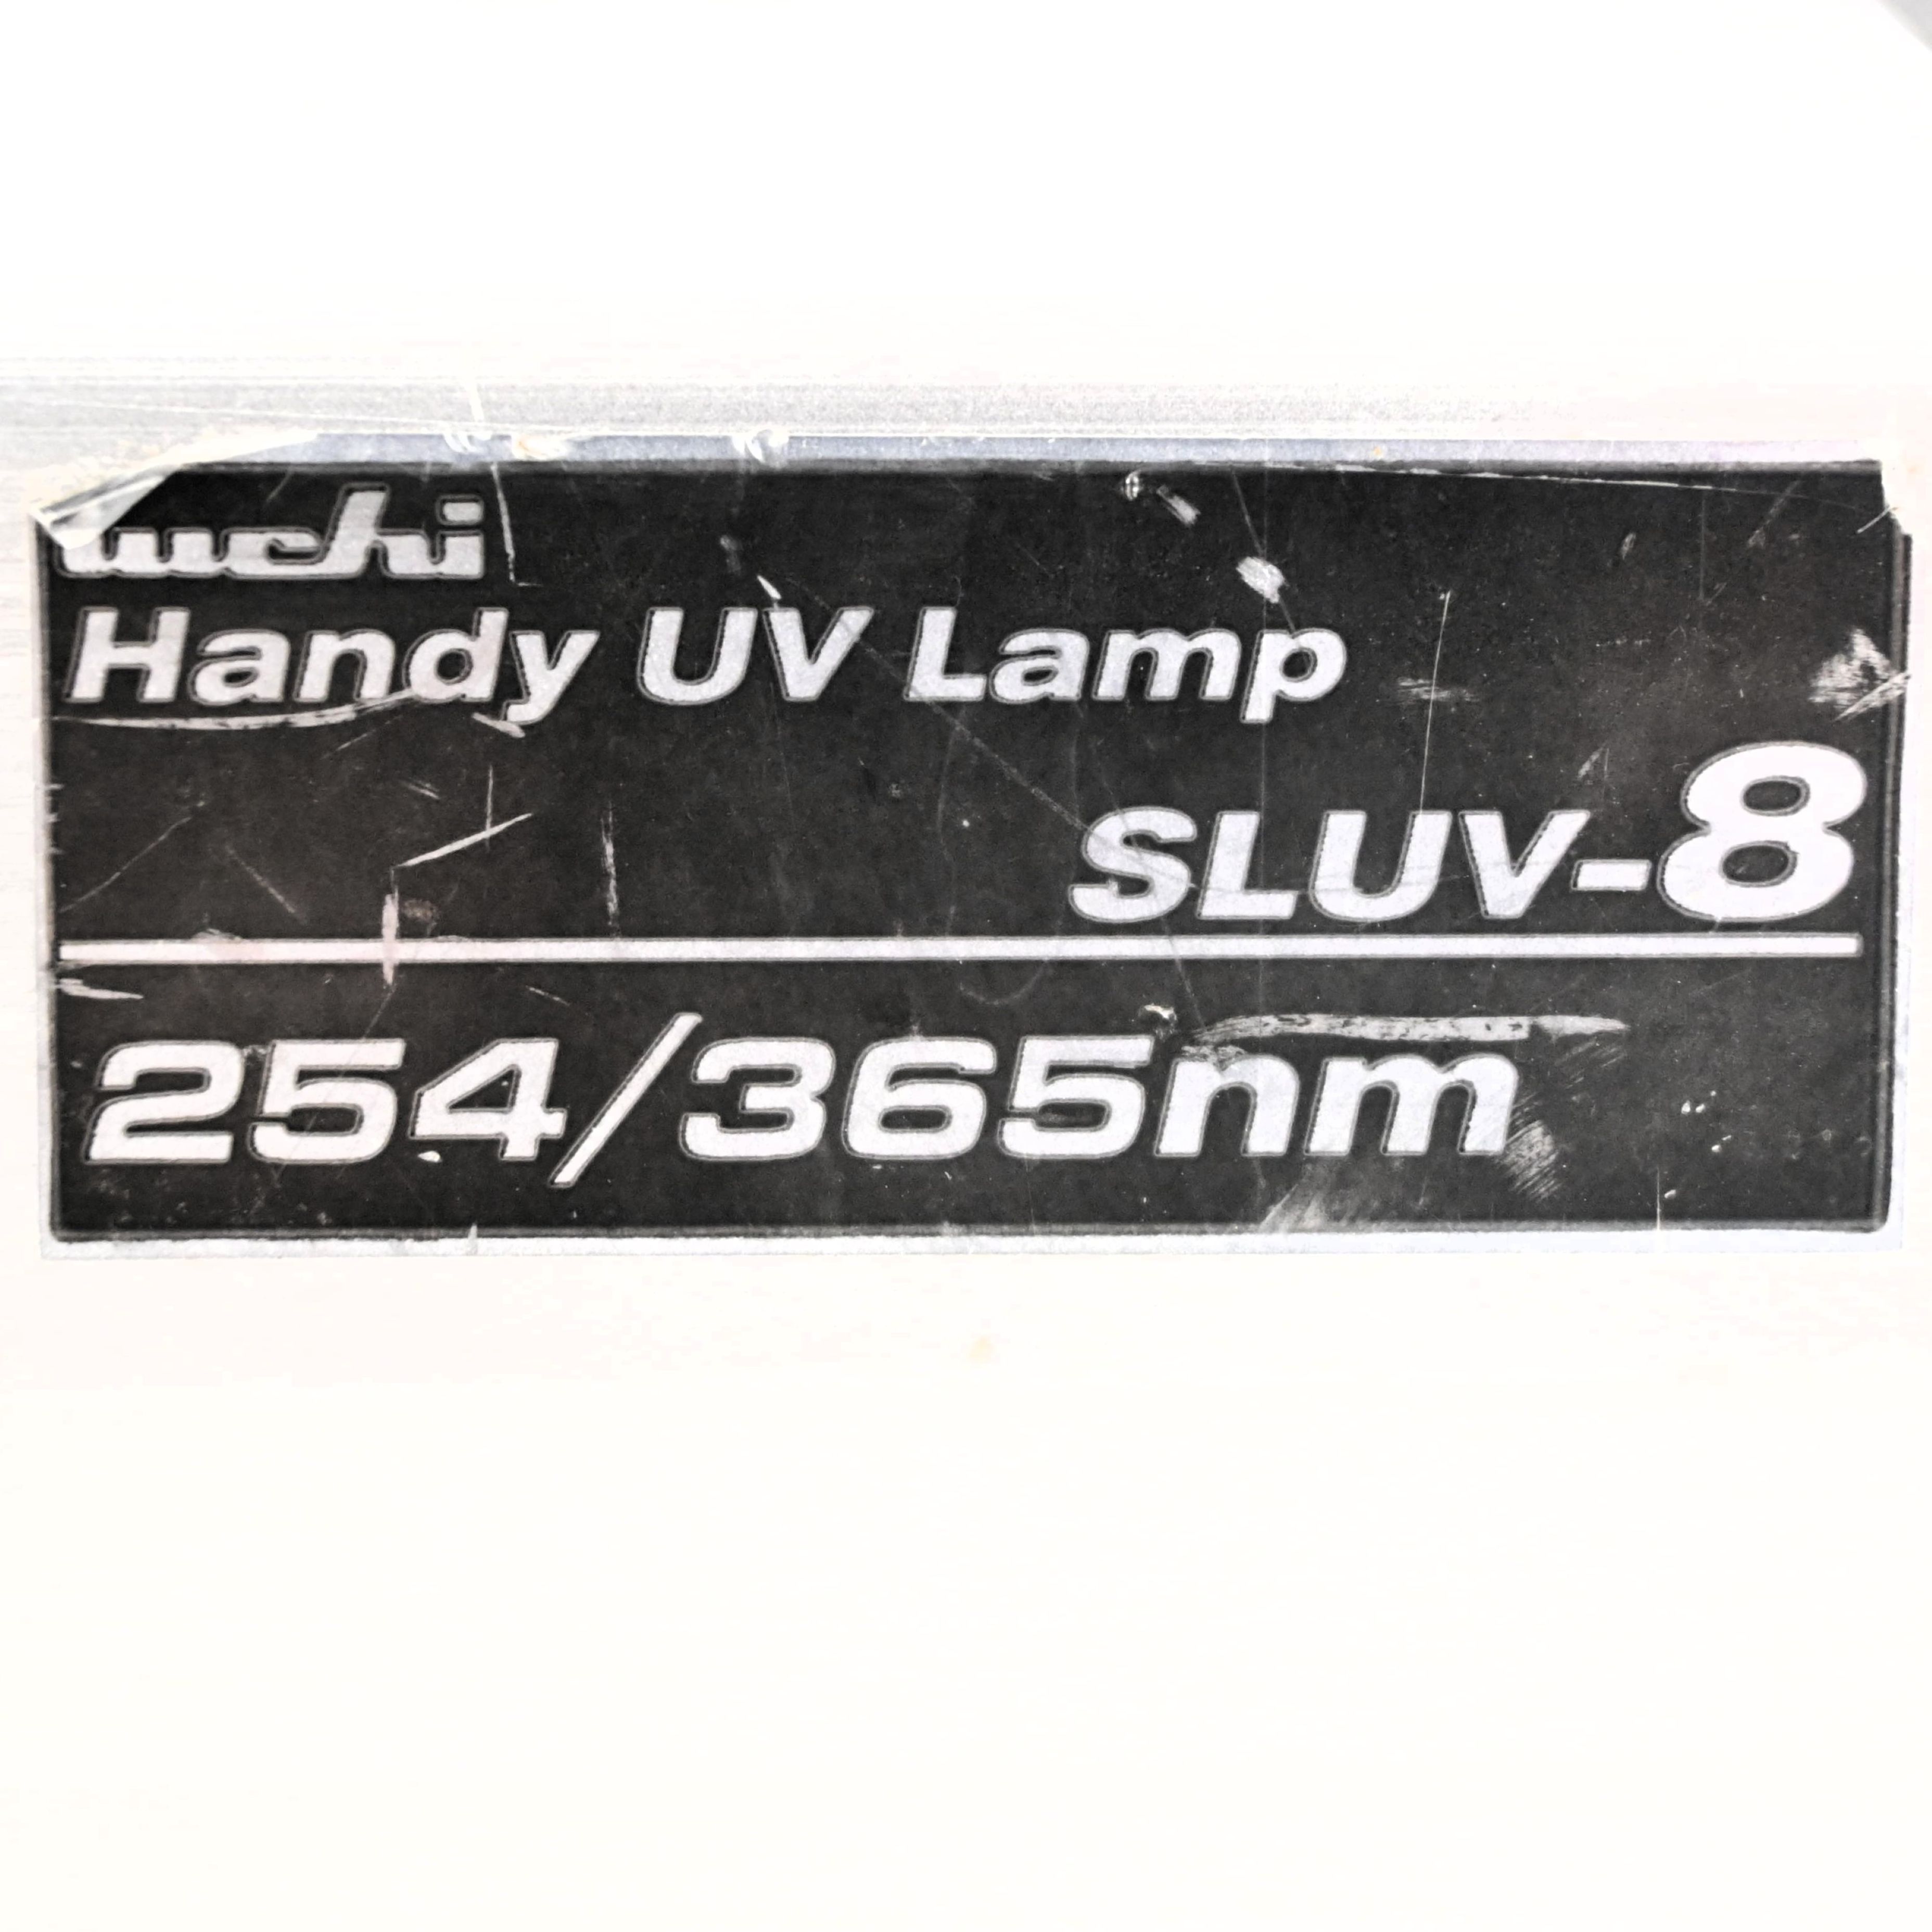 Iuchi
Handy UV Lamp
SLUV-8
254/365nm